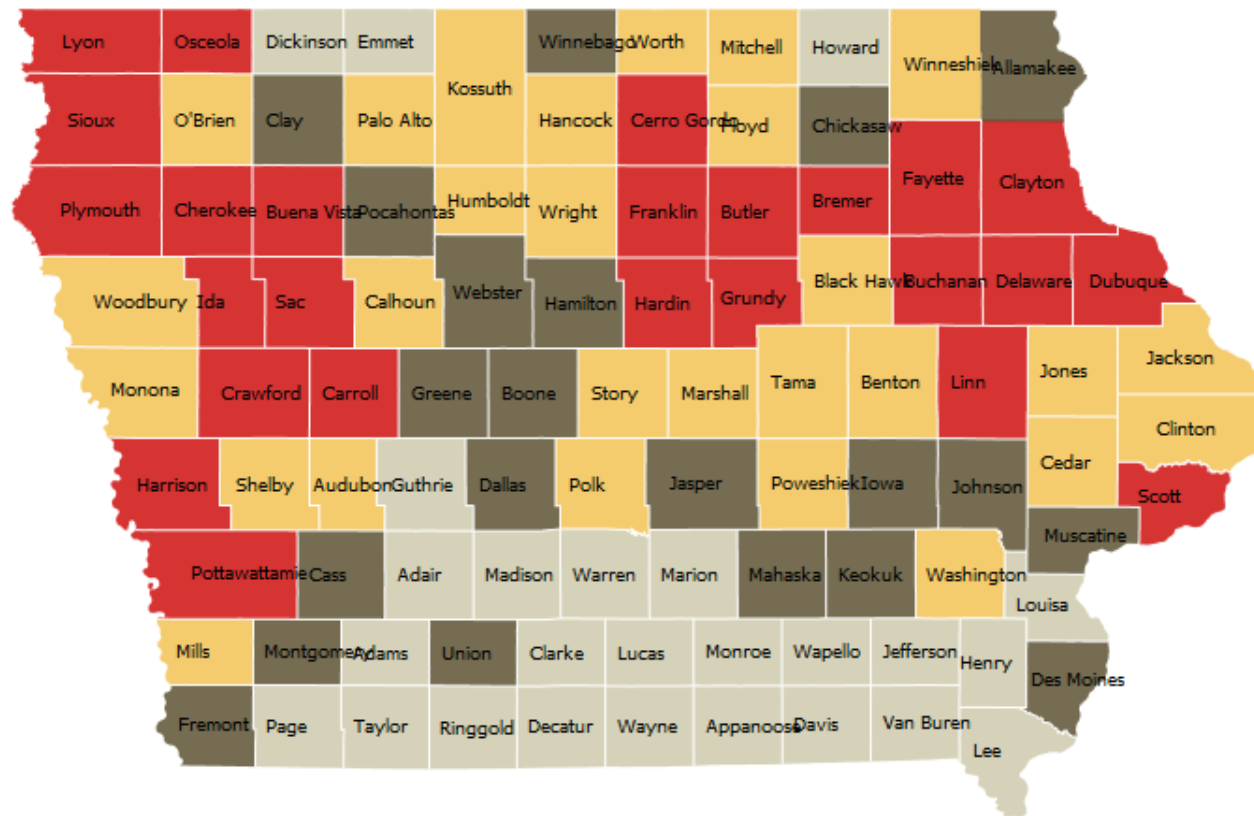 Lyon
Osceola
Dickinson
Emmet
Winnebago
Worth
Mitchell
Howard
Winneshiek
Allamakee
Kossuth
Sioux
O'Brien
Clay
Palo Alto
Hancock
Cerro Gordo
Floyd
Chickasaw
Fayette
Clayton
Plymouth
Cherokee
Buena Vista
Pocahontas
Humboldt
Wright
Franklin
Butler
Bremer
Woodbury
Ida
Sac
Calhoun
Webster
Hamilton
Hardin
Grundy
Black Hawk
Buchanan
Delaware
Dubuque
Monona
Crawford
Carroll
Greene
Boone
Story
Marshall
Tama
Benton
Linn
Jones
Jackson
Clinton
Harrison
Shelby
Audubon
Guthrie
Dallas
Polk
Jasper
Poweshiek
Iowa
Johnson
Cedar
Scott
Muscatine
Pottawattamie
Cass
Adair
Madison
Warren
Marion
Mahaska
Keokuk
Washington
Louisa
Mills
Montgomery
Adams
Union
Clarke
Lucas
Monroe
Wapello
Jefferson
Henry
Des Moines
Fremont
Page
Taylor
Ringgold
Decatur
Wayne
Appanoose
Davis
Van Buren
Lee